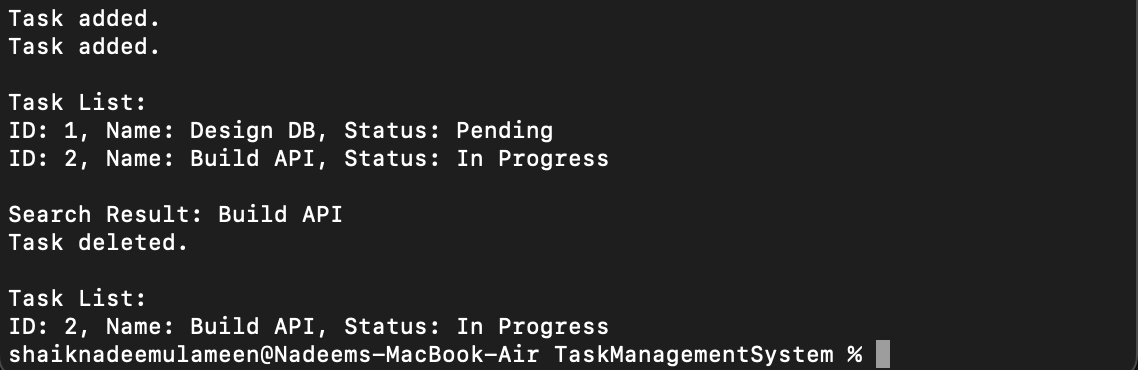 Task added.
Task added.
Task List:
ID: 1, Name: Design DB, Status: Pending
ID: 2, Name: Build API, Status: In Progress
Search Result: Build API
Task deleted.
Task List:
ID: 2, Name: Build API, Status: In Progress
shaiknadeemulameen@Nadeems-MacBook-Air TaskManagementSystem %